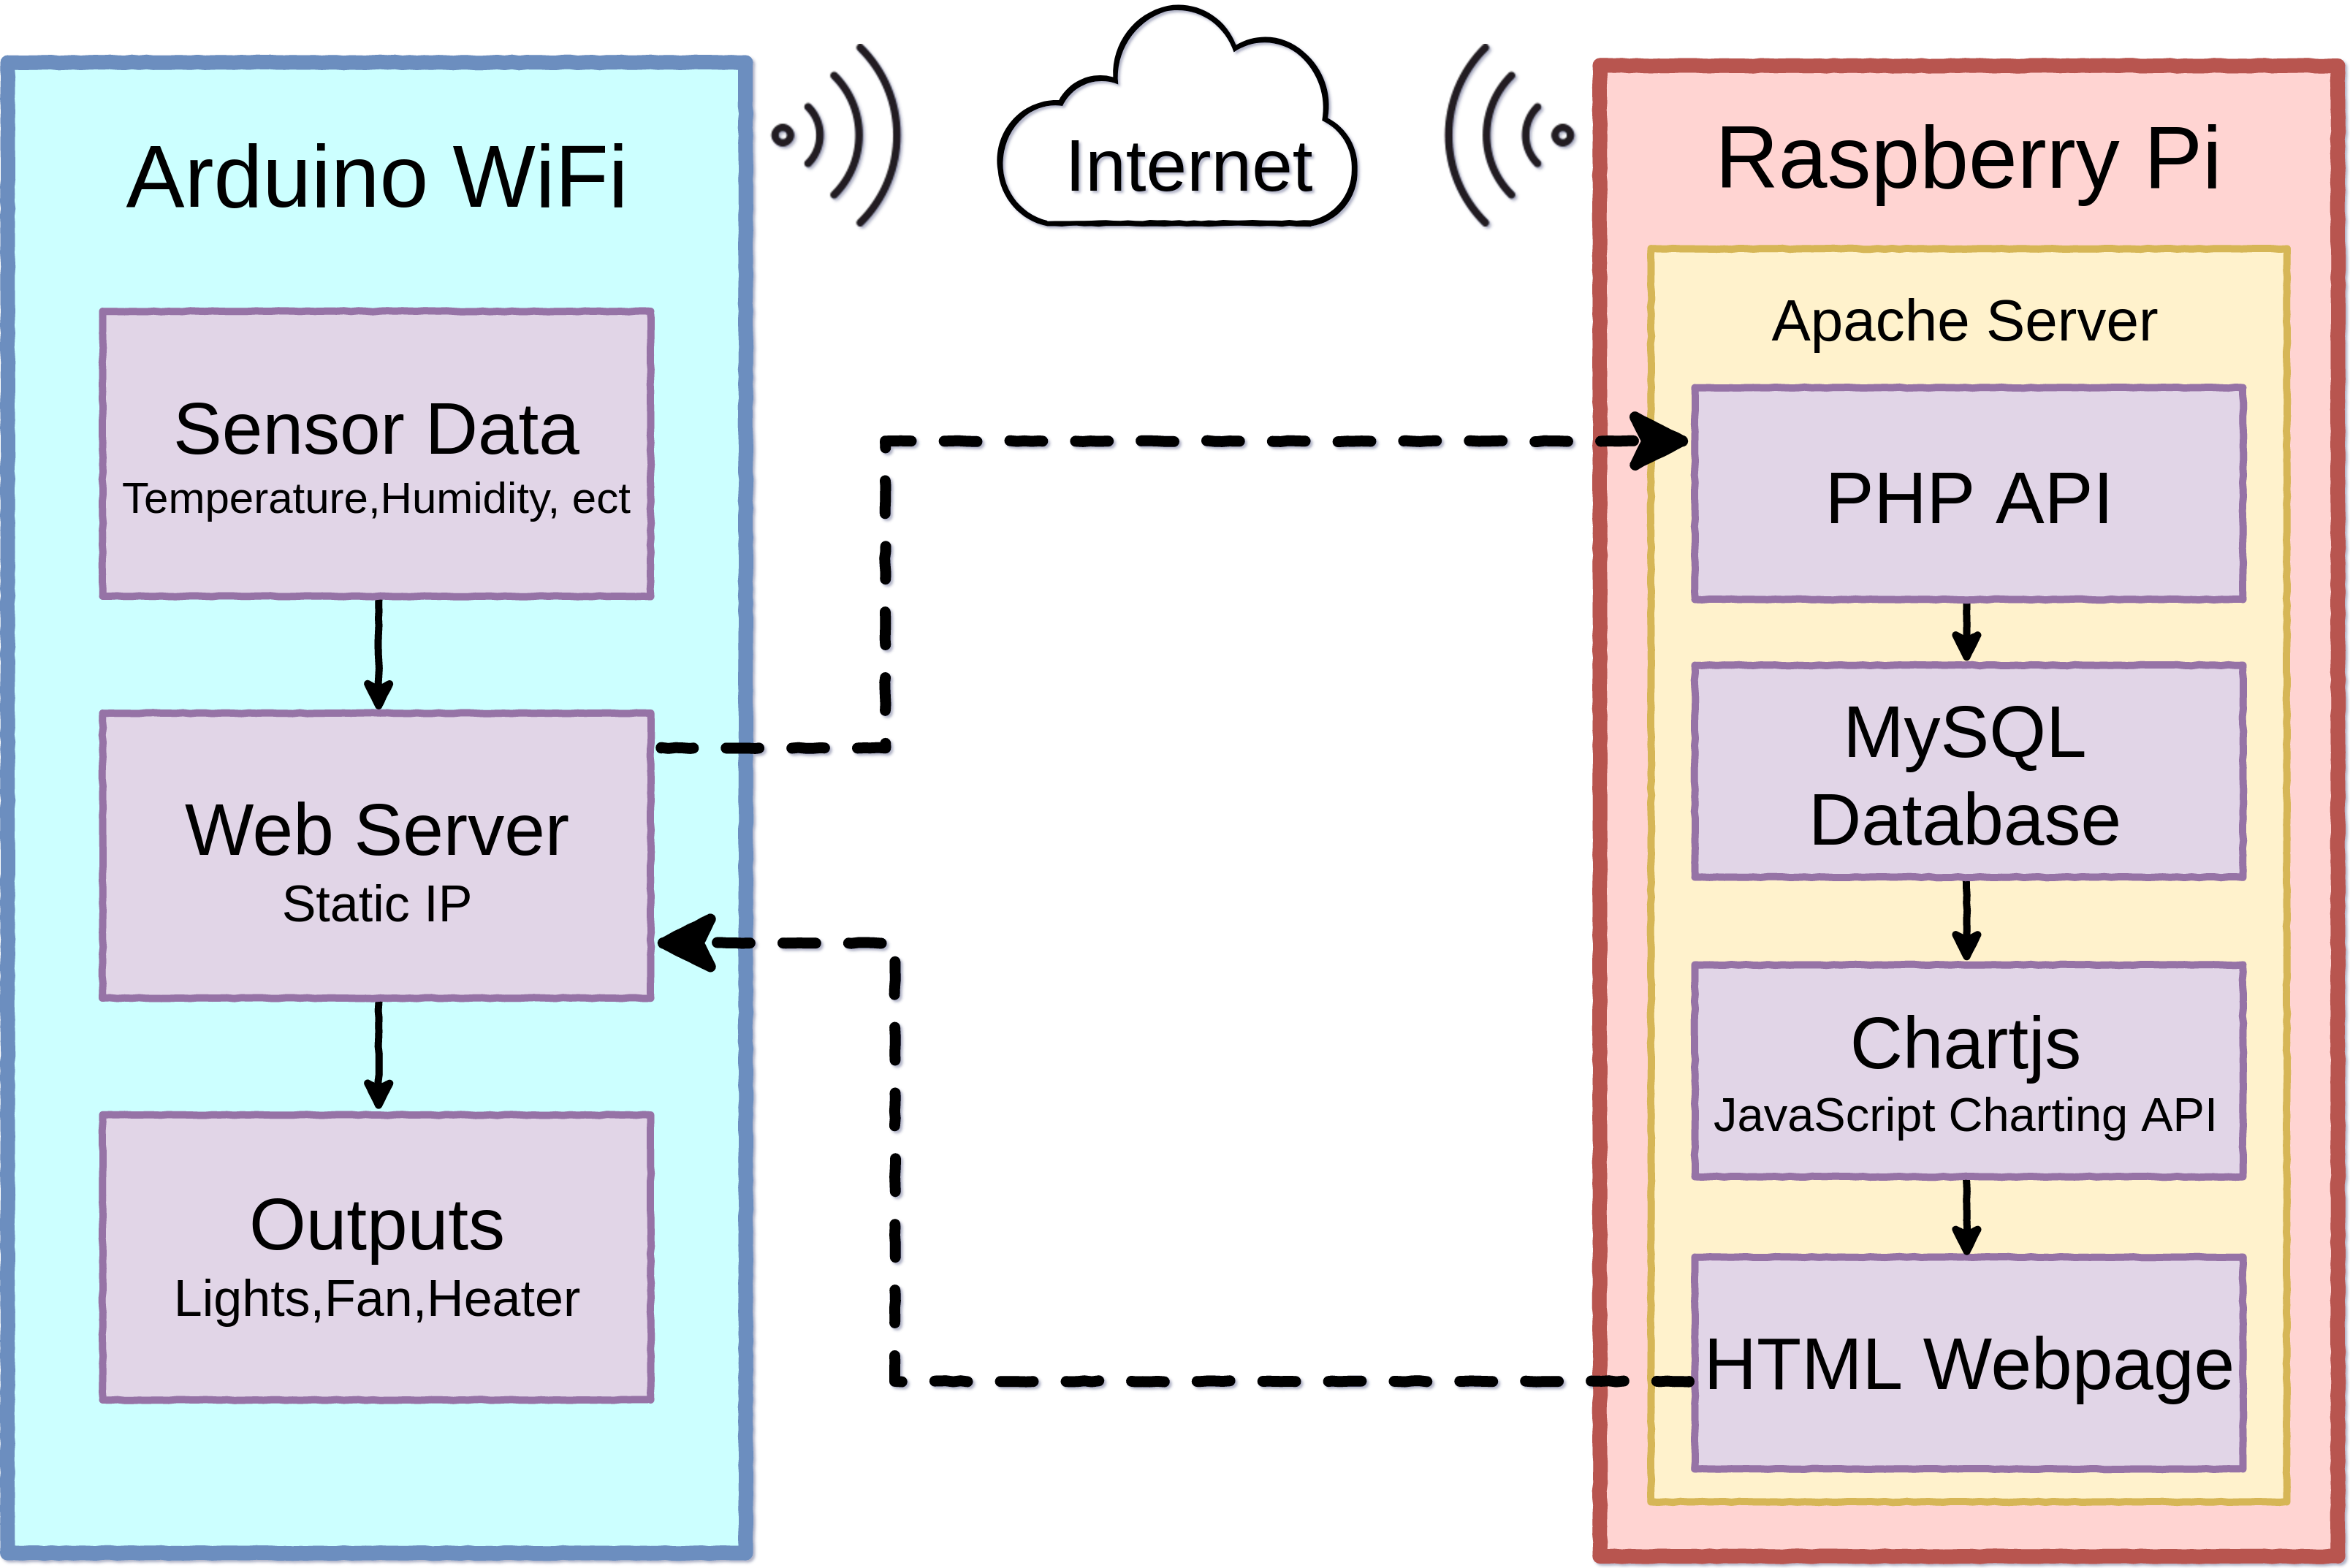 Arduino WiFi
Sensor Data
Temperature,Humidity, ect
Web Server
Static IP
Outputs
Lights,Fan,Heater
Internet
Raspberry Pi
Apache Server
PHP API
MySQL
Database
Chartjs
JavaScript Charting API
HTML Webpage